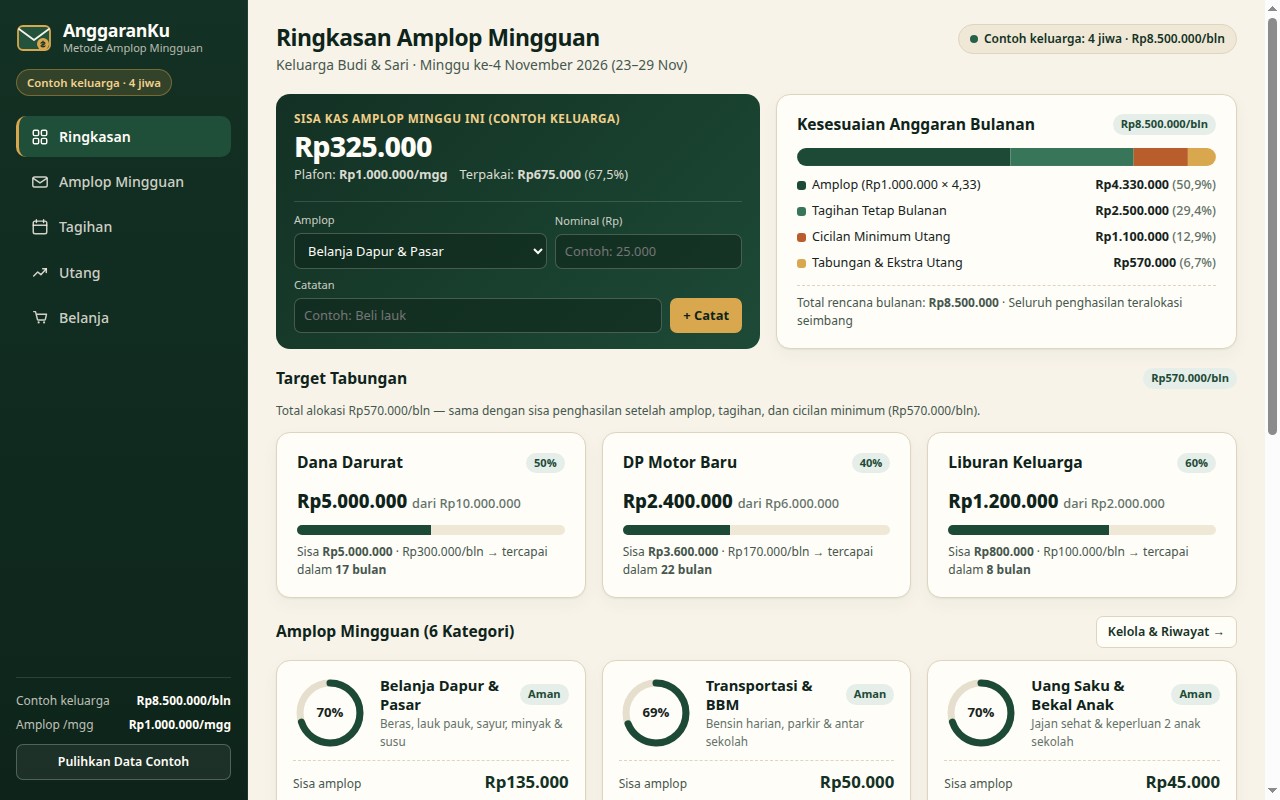 AnggaranKu
Metode Amplop Mingguan
Contoh keluarga · 4 jiwa
Ringkasan
Amplop Mingguan
Tagihan
Utang
Belanja
Contoh keluarga Rp8.500.000/bln
Amplop /mgg Rp1.000.000/mgg
Pulihkan Data Contoh
Ringkasan Amplop Mingguan
Keluarga Budi & Sari · Minggu ke-4 November 2026 (23–29 Nov)
Contoh keluarga: 4 jiwa · Rp8.500.000/bln
SISA KAS AMPLOP MINGGU INI (CONTOH KELUARGA)
Rp325.000
Plafon: Rp1.000.000/mgg Terpakai: Rp675.000 (67,5%)
Amplop Nominal (Rp)
Belanja Dapur & Pasar Contoh: 25.000
Catatan
Contoh: Beli lauk + Catat
Kesesuaian Anggaran Bulanan Rp8.500.000/bln
Amplop (Rp1.000.000 × 4,33) Rp4.330.000 (50,9%)
Tagihan Tetap Bulanan Rp2.500.000 (29,4%)
Cicilan Minimum Utang Rp1.100.000 (12,9%)
Tabungan & Ekstra Utang Rp570.000 (6,7%)
Total rencana bulanan: Rp8.500.000 · Seluruh penghasilan teralokasi
seimbang
Target Tabungan Rp570.000/bln
Total alokasi Rp570.000/bln — sama dengan sisa penghasilan setelah amplop, tagihan, dan cicilan minimum (Rp570.000/bln).
Dana Darurat 50%
Rp5.000.000 dari Rp10.000.000
Sisa Rp5.000.000 · Rp300.000/bln → tercapai
dalam 17 bulan
DP Motor Baru 40%
Rp2.400.000 dari Rp6.000.000
Sisa Rp3.600.000 · Rp170.000/bln → tercapai
dalam 22 bulan
Liburan Keluarga 60%
Rp1.200.000 dari Rp2.000.000
Sisa Rp800.000 · Rp100.000/bln → tercapai
dalam 8 bulan
Amplop Mingguan (6 Kategori) Kelola & Riwayat →
70%
Belanja Dapur &
Pasar
Aman
Beras, lauk pauk, sayur, minyak &
susu
Sisa amplop Rp135.000
69%
Transportasi &
BBM
Aman
Bensin harian, parkir & antar
sekolah
Sisa amplop Rp50.000
70%
Uang Saku &
Bekal Anak
Aman
Jajan sehat & keperluan 2 anak
sekolah
Sisa amplop Rp45.000